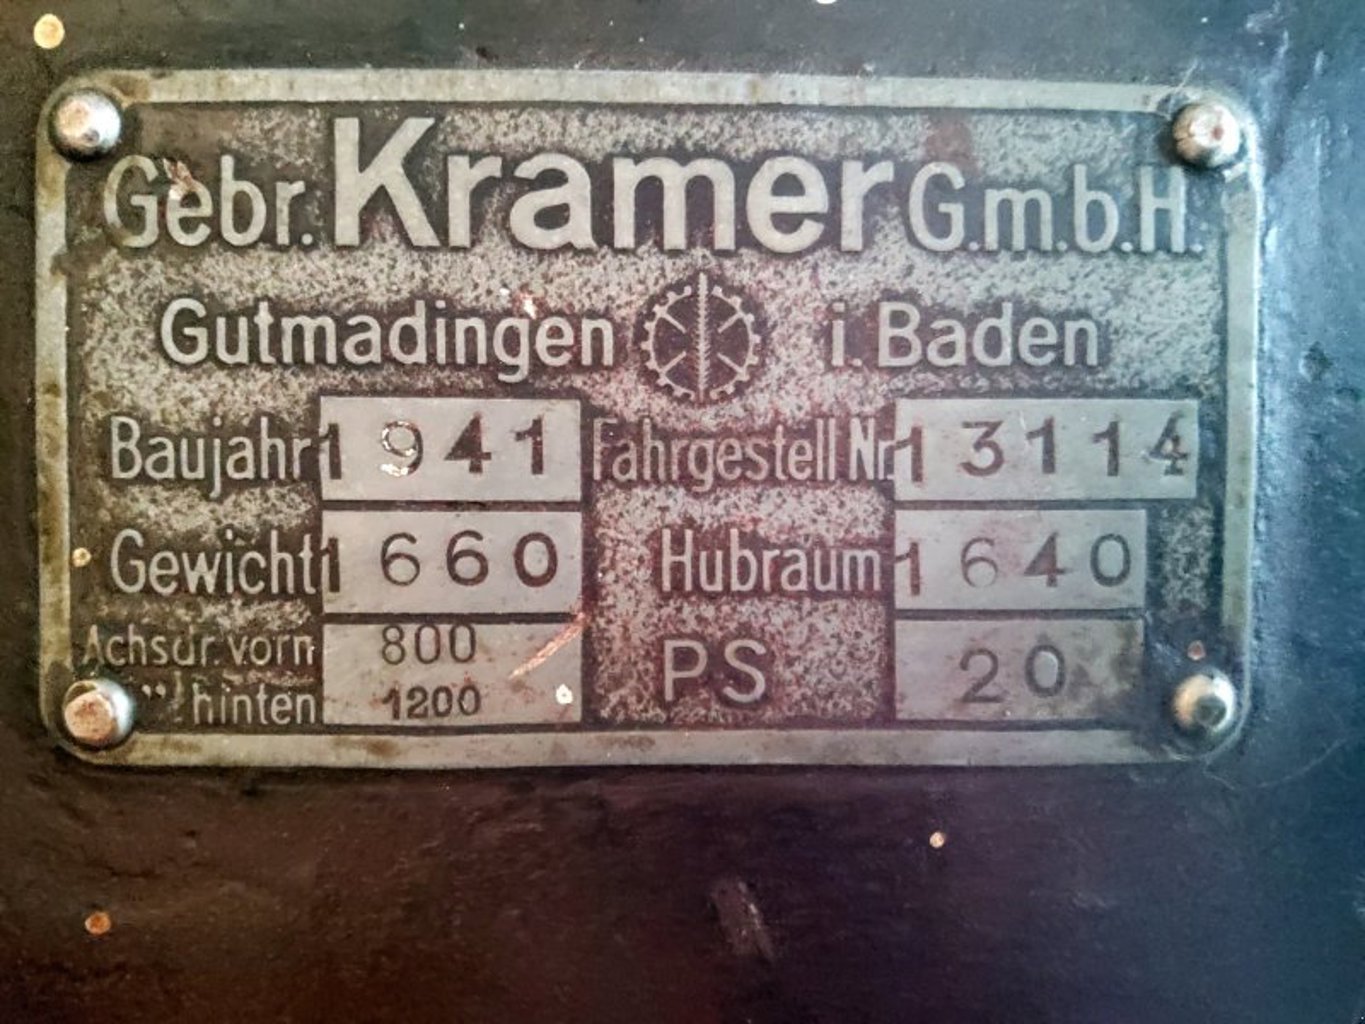 Gebr. Kramer G.m.b.H.
Gutmadingen i. Baden
Baujahr 1941 Fahrgestell Nr. 13114
Gewicht 1660 Hubraum 1640
Achsdr. vorn 800
" hinten 1200
PS 20